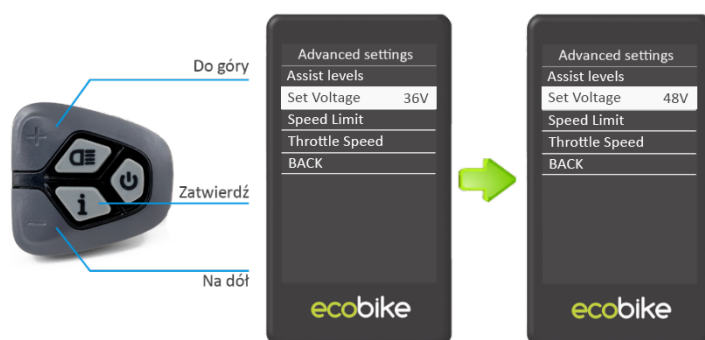 Do góry
Zatwierdź
Na dół
i
Advanced settings
Assist levels
Set Voltage 36V
Speed Limit
Throttle Speed
BACK
ecobike
Advanced settings
Assist levels
Set Voltage 48V
Speed Limit
Throttle Speed
BACK
ecobike